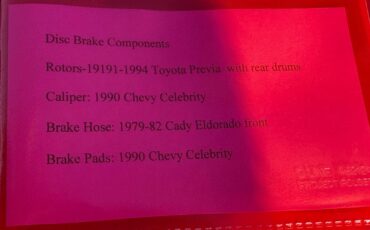 Disc Brake Components
Rotors-19191-1994 Toyota Previa with rear drums
Caliper: 1990 Chevy Celebrity
Brake Hose: 1979-82 Cady Eldorado front
Brake Pads: 1990 Chevy Celebrity